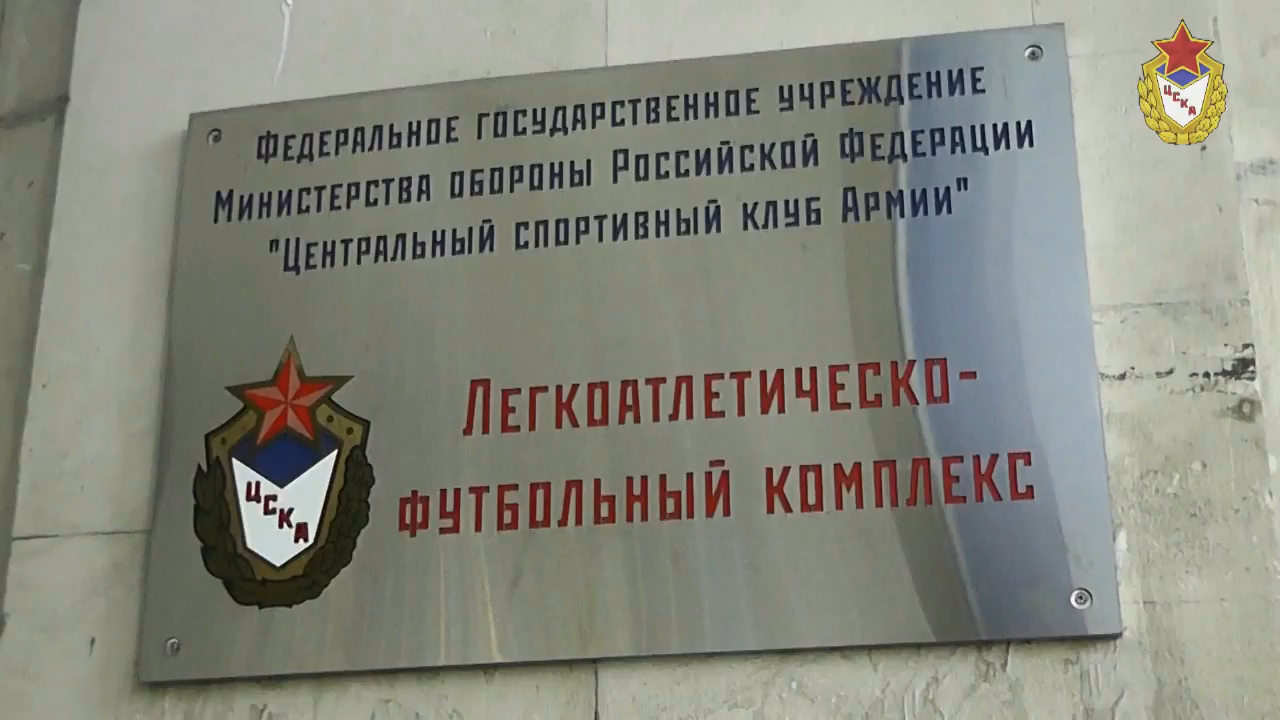 Федеральное государственное учреждение
Министерства обороны Российской Федерации
"Центральный спортивный клуб Армии"
Легкоатлетическо-
футбольный комплекс
ЦСКА
ЦСКА